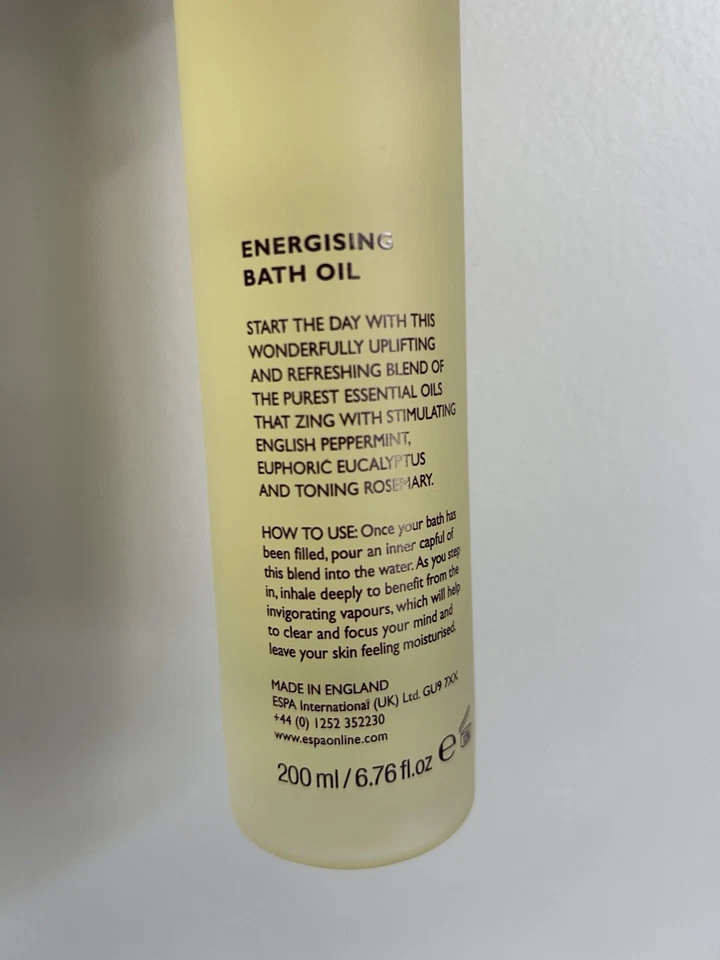 ENERGISING
BATH OIL
START THE DAY WITH THIS
WONDERFULLY UPLIFTING
AND REFRESHING BLEND OF
THE PUREST ESSENTIAL OILS
THAT ZING WITH STIMULATING
ENGLISH PEPPERMINT,
EUPHORIC EUCALYPTUS
AND TONING ROSEMARY.
HOW TO USE: Once your bath has
been filled, pour an inner capful of
this blend into the water. As you step
in, inhale deeply to benefit from the
invigorating vapours, which will help
to clear and focus your mind and
leave your skin feeling moisturised.
MADE IN ENGLAND
ESPA International (UK) Ltd. GU9 7XX
+44 (0) 1252 352230
www.espaonline.com
200 ml / 6.76 fl.oz e